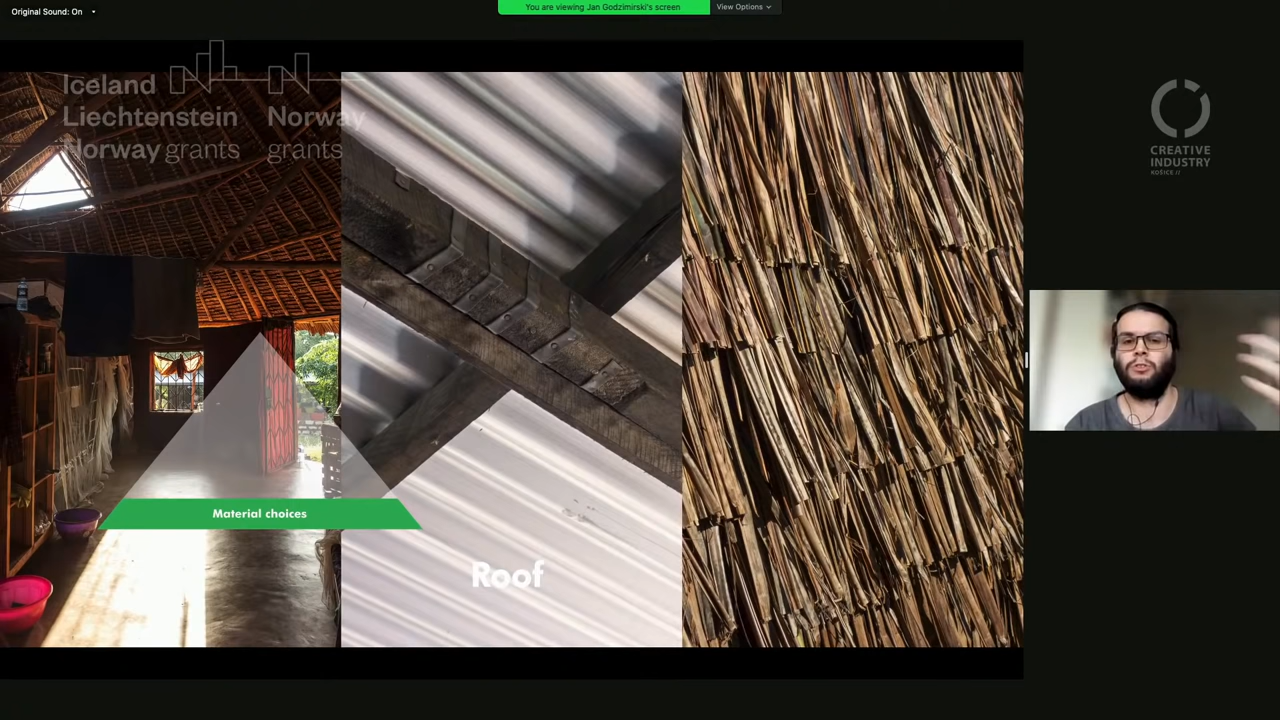 Original Sound: On
You are viewing Jan Godzimirski's screen
View Options
Iceland
Liechtenstein
Norway grants
Norway
grants
CREATIVE
INDUSTRY
KOŠICE //
Material choices
Roof